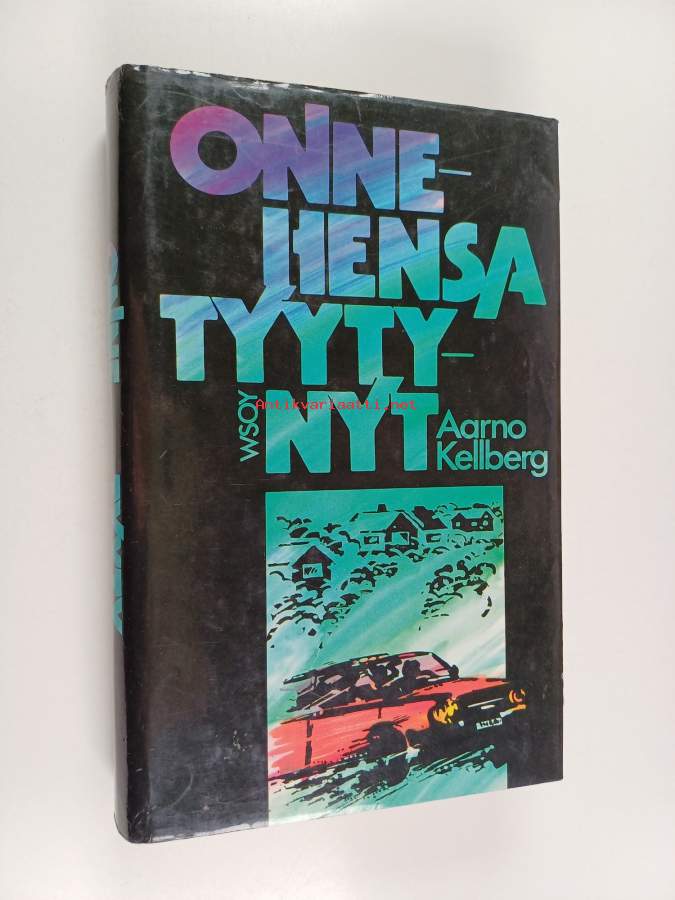 ONNE-
HENSA
TYYTY-
NYT
WSOY
Aarno
Kellberg
Antikvariaatti.net